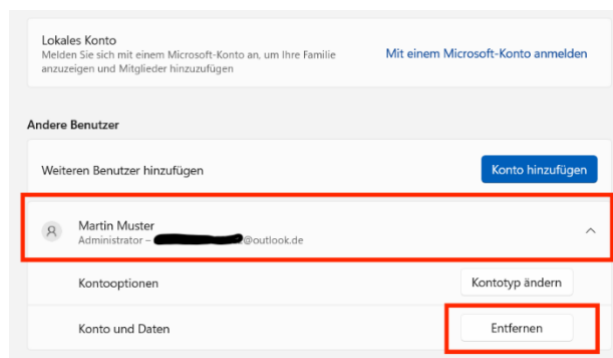 Lokales Konto
Melden Sie sich mit einem Microsoft-Konto an, um Ihre Familie
anzuzeigen und Mitglieder hinzuzufügen
Mit einem Microsoft-Konto anmelden
Andere Benutzer
Weiteren Benutzer hinzufügen
Konto hinzufügen
Martin Muster
Administrator – @outlook.de
Kontooptionen
Kontotyp ändern
Konto und Daten
Entfernen